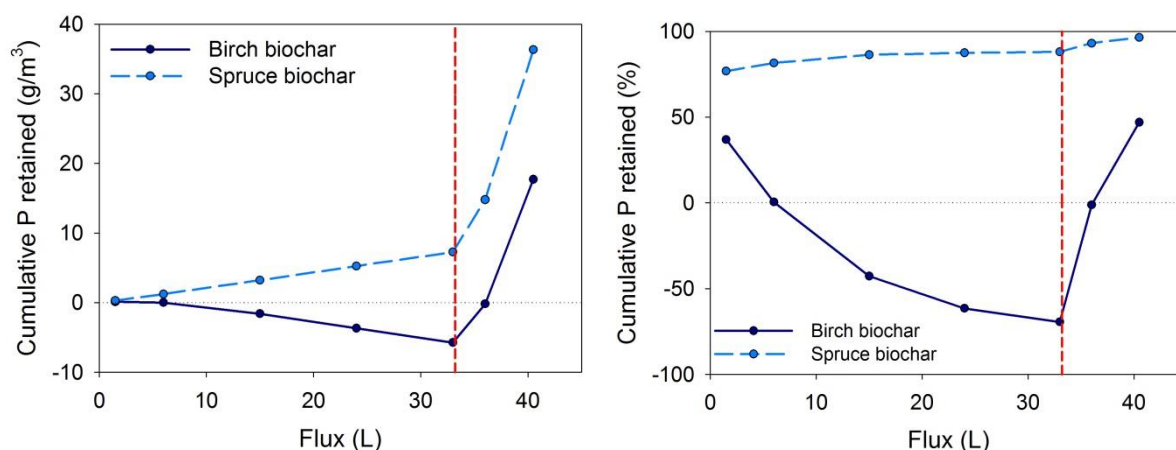 Cumulative P retained (g/m³)
40
30
20
10
0
-10
Birch biochar
Spruce biochar
0 10 20 30 40
Flux (L)
Cumulative P retained (%)
100
50
0
-50
-100
Birch biochar
Spruce biochar
0 10 20 30 40
Flux (L)